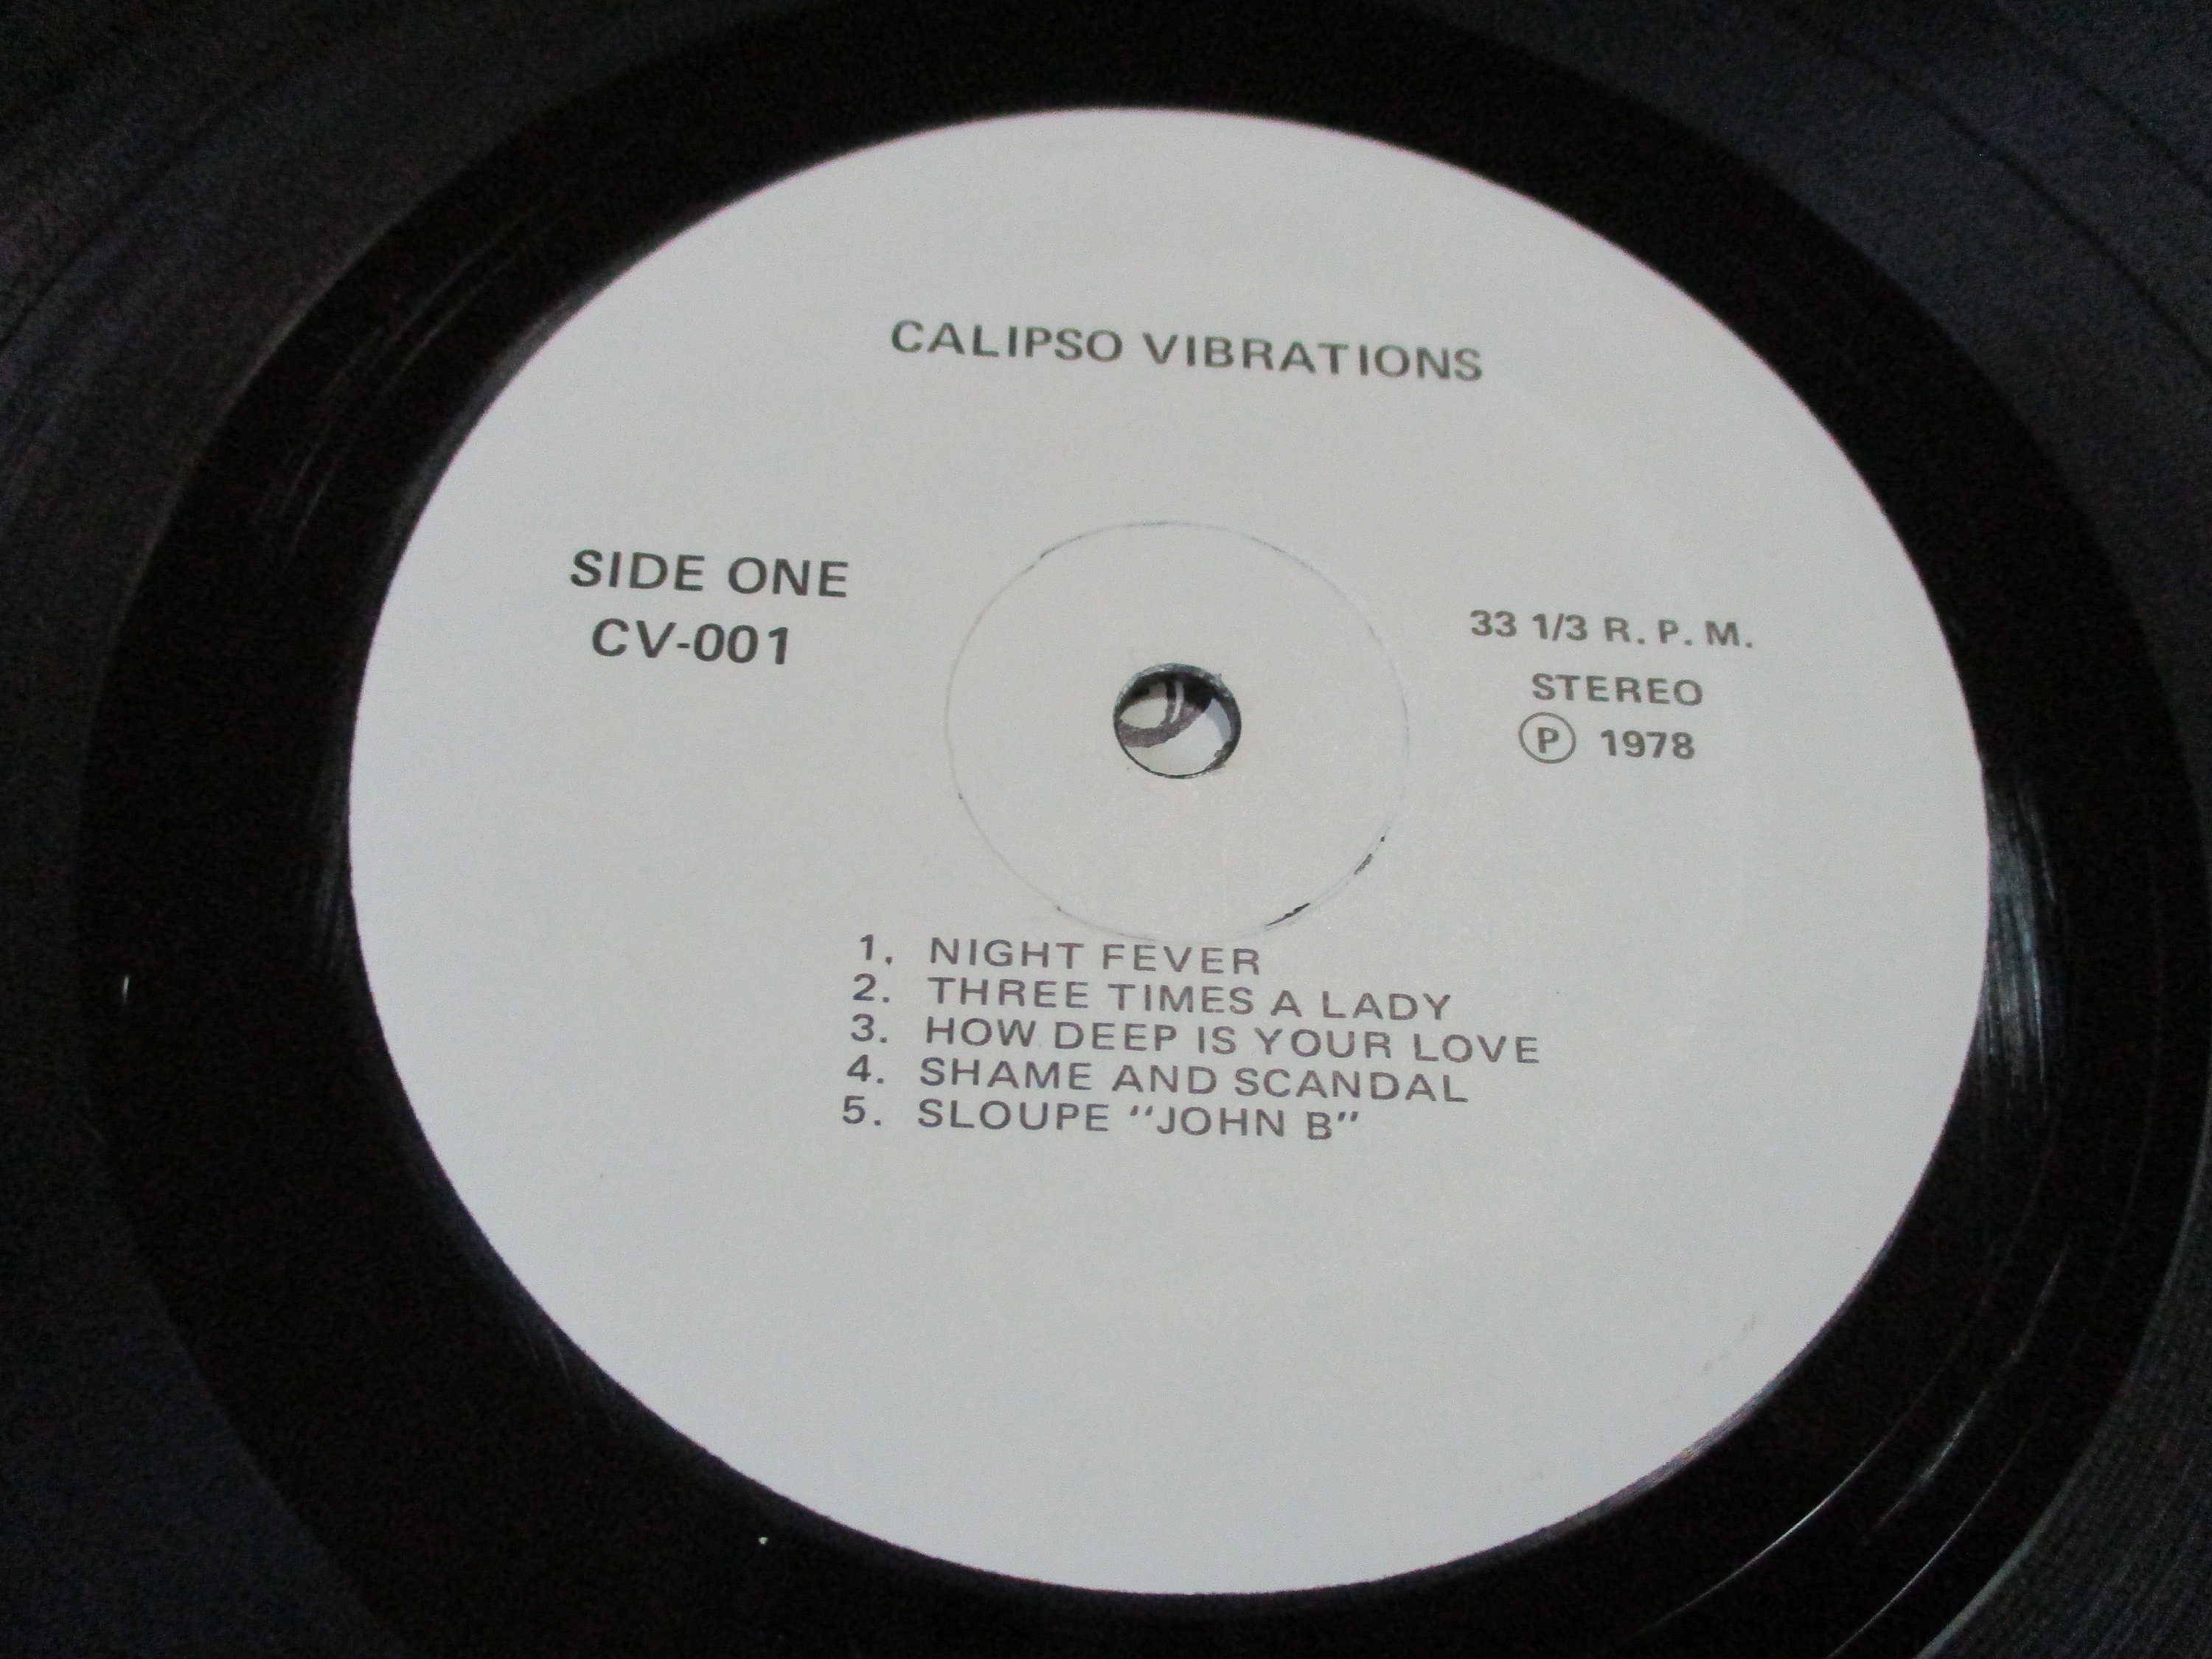 CALIPSO VIBRATIONS
SIDE ONE
CV-001
33 1/3 R. P. M.
STEREO
Ⓟ 1978
1. NIGHT FEVER
2. THREE TIMES A LADY
3. HOW DEEP IS YOUR LOVE
4. SHAME AND SCANDAL
5. SLOUPE "JOHN B"